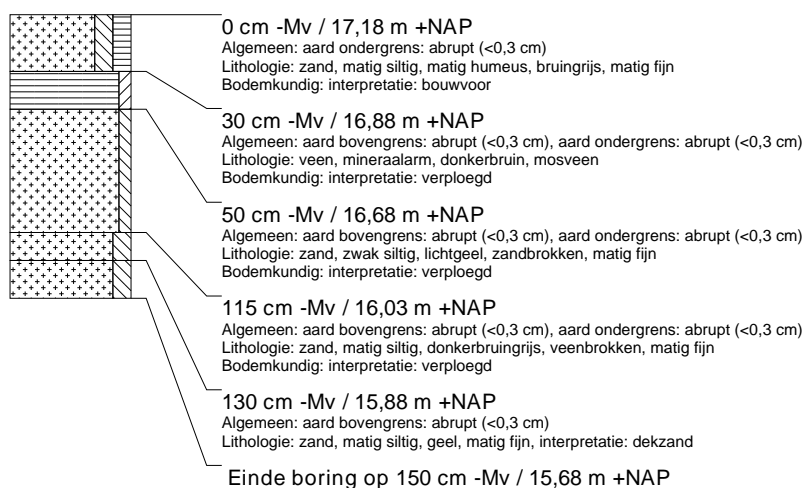 0 cm -Mv / 17,18 m +NAP
Algemeen: aard ondergrens: abrupt (<0,3 cm)
Lithologie: zand, matig siltig, matig humeus, bruingrijs, matig fijn
Bodemkundig: interpretatie: bouwvoor
30 cm -Mv / 16,88 m +NAP
Algemeen: aard bovengrens: abrupt (<0,3 cm), aard ondergrens: abrupt (<0,3 cm)
Lithologie: veen, mineraalarm, donkerbruin, mosveen
Bodemkundig: interpretatie: verploegd
50 cm -Mv / 16,68 m +NAP
Algemeen: aard bovengrens: abrupt (<0,3 cm), aard ondergrens: abrupt (<0,3 cm)
Lithologie: zand, zwak siltig, lichtgeel, zandbrokken, matig fijn
Bodemkundig: interpretatie: verploegd
115 cm -Mv / 16,03 m +NAP
Algemeen: aard bovengrens: abrupt (<0,3 cm), aard ondergrens: abrupt (<0,3 cm)
Lithologie: zand, matig siltig, donkerbruingrijs, veenbrokken, matig fijn
Bodemkundig: interpretatie: verploegd
130 cm -Mv / 15,88 m +NAP
Algemeen: aard bovengrens: abrupt (<0,3 cm)
Lithologie: zand, matig siltig, geel, matig fijn, interpretatie: dekzand
Einde boring op 150 cm -Mv / 15,68 m +NAP